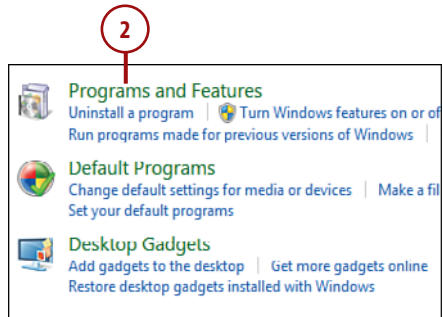 2
Programs and Features
Uninstall a program | Turn Windows features on or of
Run programs made for previous versions of Windows |
Default Programs
Change default settings for media or devices | Make a fil
Set your default programs
Desktop Gadgets
Add gadgets to the desktop | Get more gadgets online
Restore desktop gadgets installed with Windows